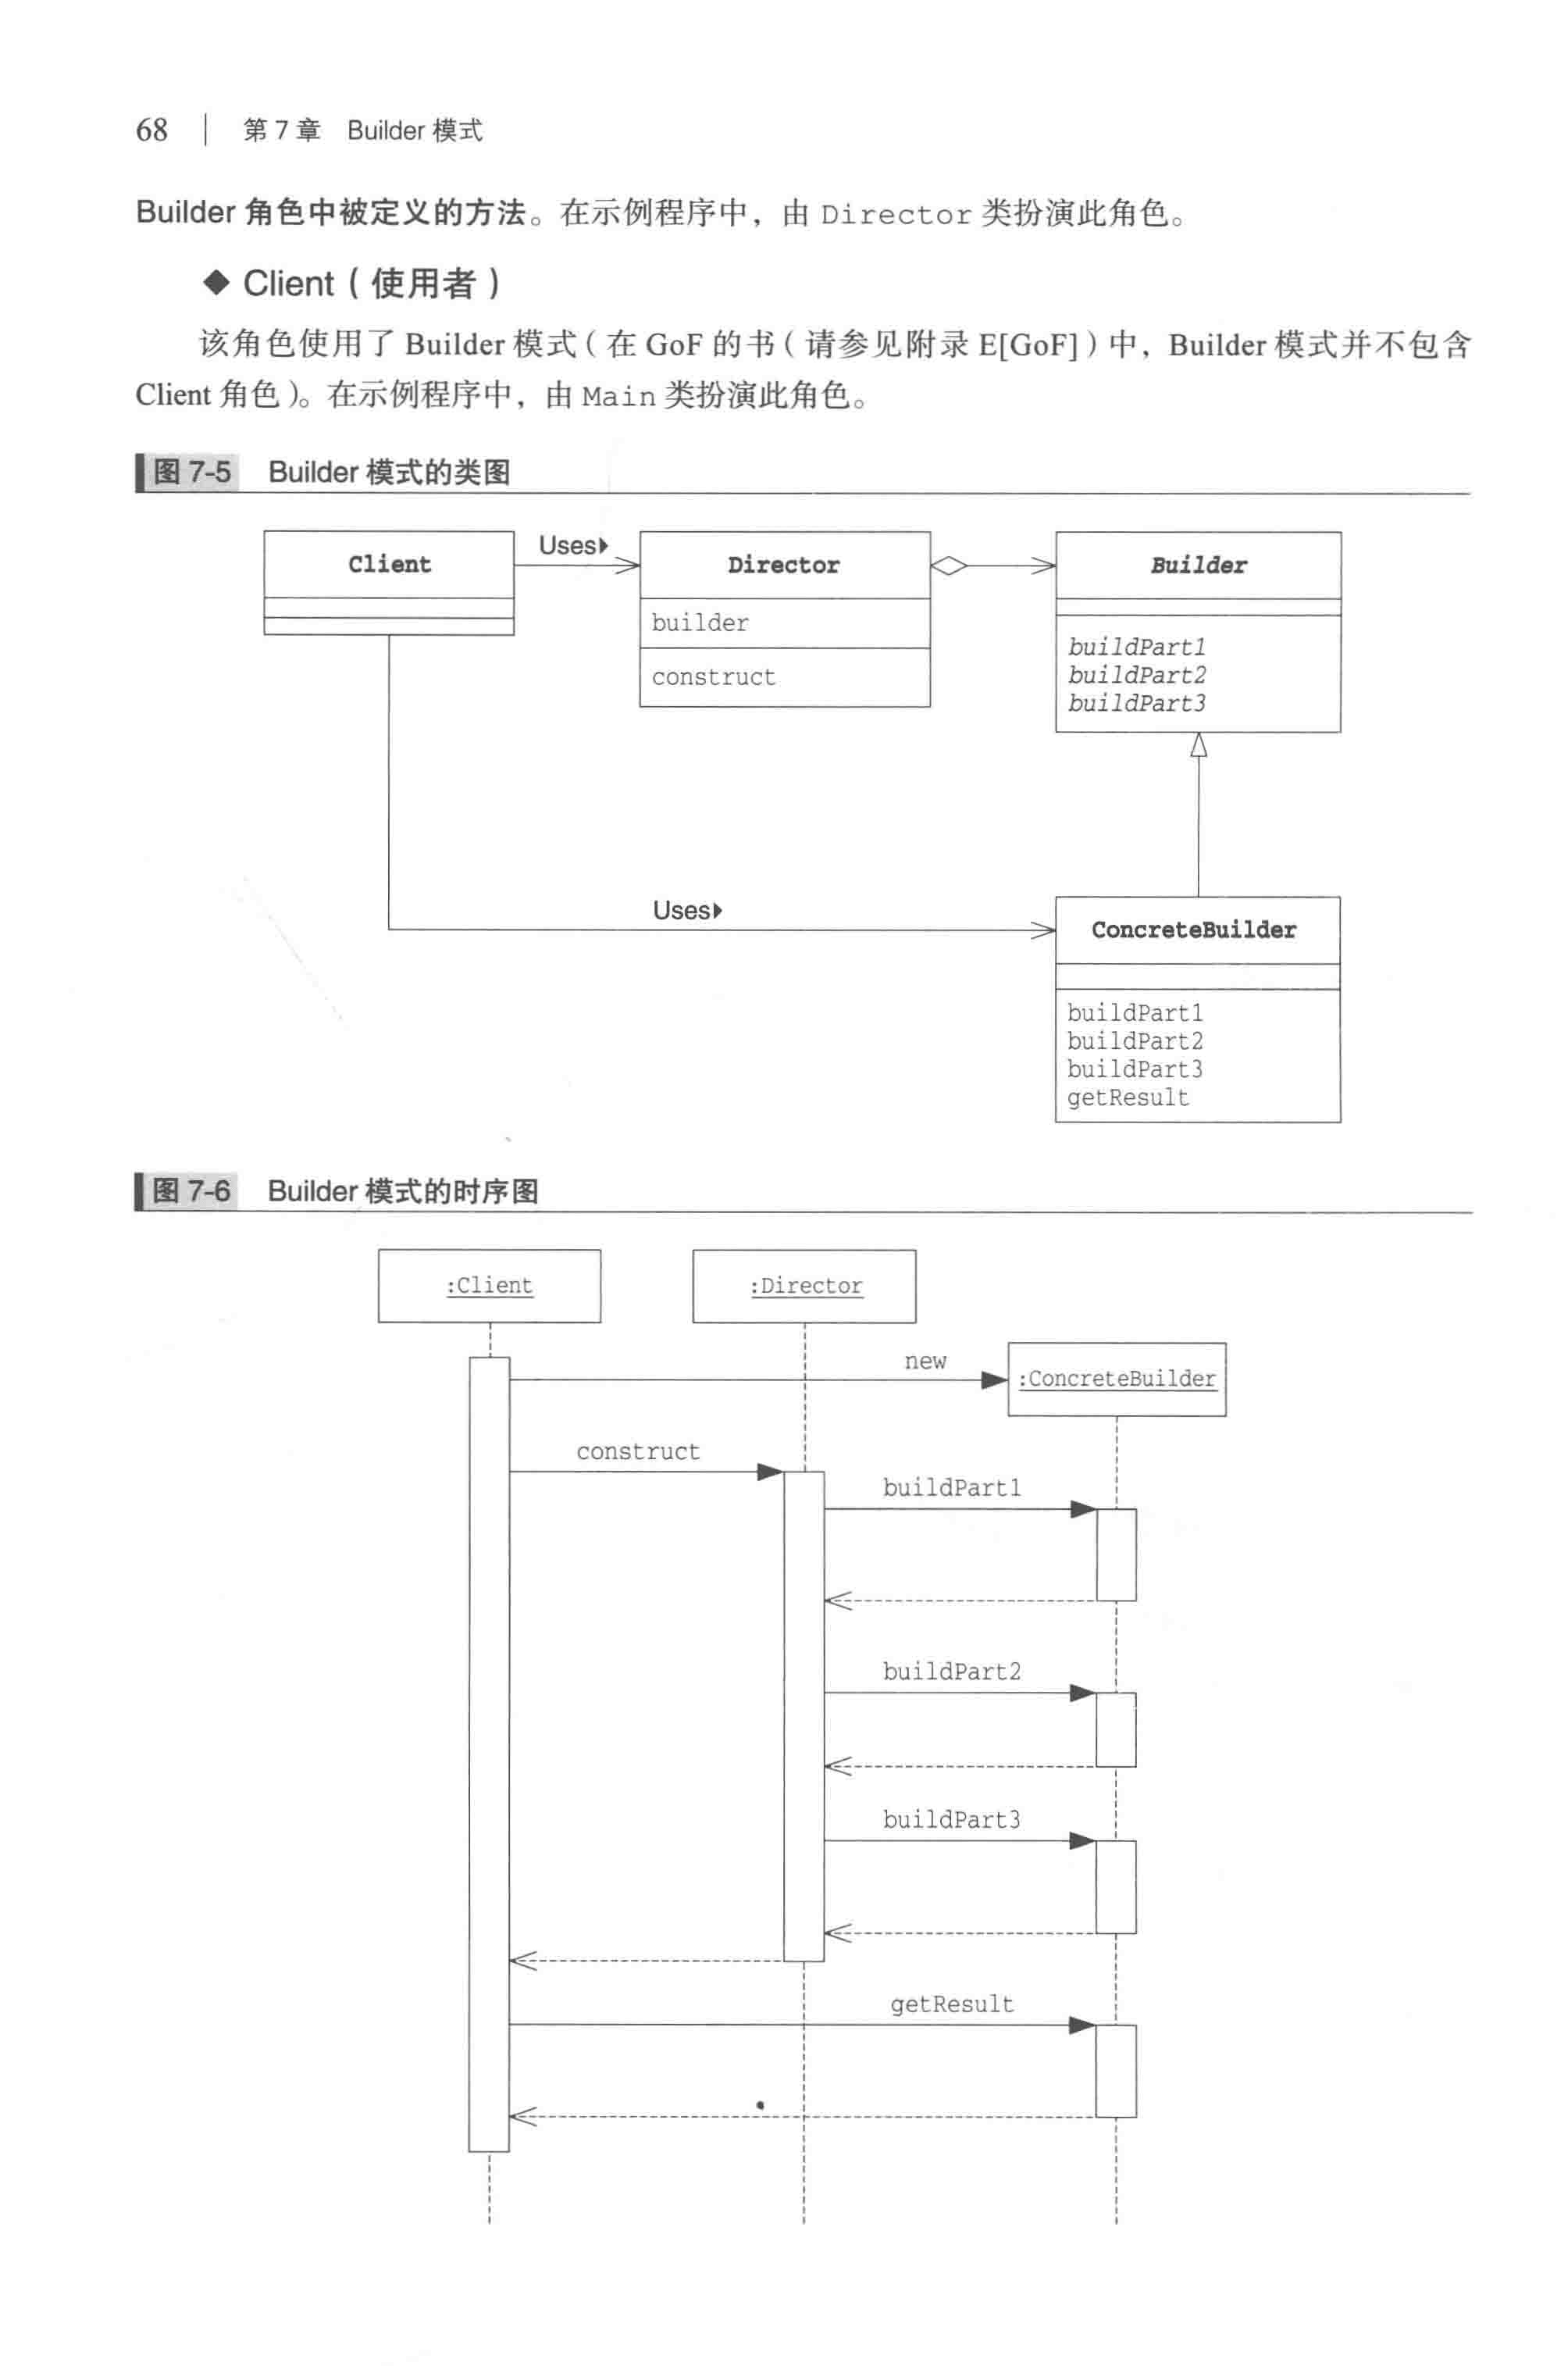 68 | 第 7 章 Builder 模式
Builder 角色中被定义的方法。在示例程序中，由 Director 类扮演此角色。
◆ Client（使用者）
该角色使用了 Builder 模式（在 GoF 的书（请参见附录 E[GoF]）中，Builder 模式并不包含
Client 角色）。在示例程序中，由 Main 类扮演此角色。
图 7-5 Builder 模式的类图
Client
Uses
Director
builder
construct
Builder
buildPart1
buildPart2
buildPart3
Uses
ConcreteBuilder
buildPart1
buildPart2
buildPart3
getResult
图 7-6 Builder 模式的时序图
:Client
:Director
new
:ConcreteBuilder
construct
buildPart1
buildPart2
buildPart3
getResult